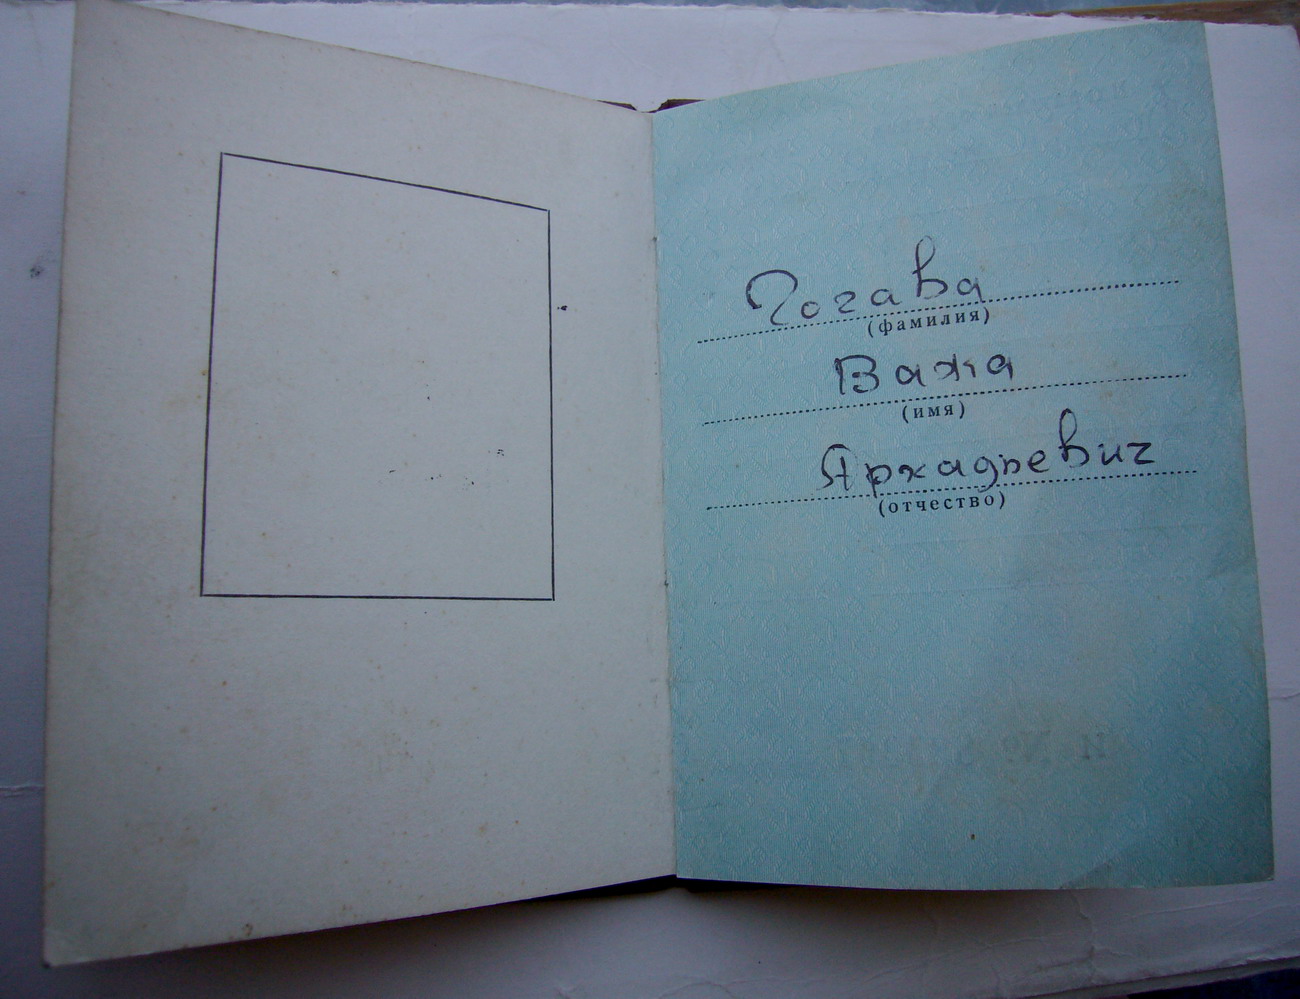 Гогава
(фамилия)
Важа
(имя)
Аркадьевич
(отчество)